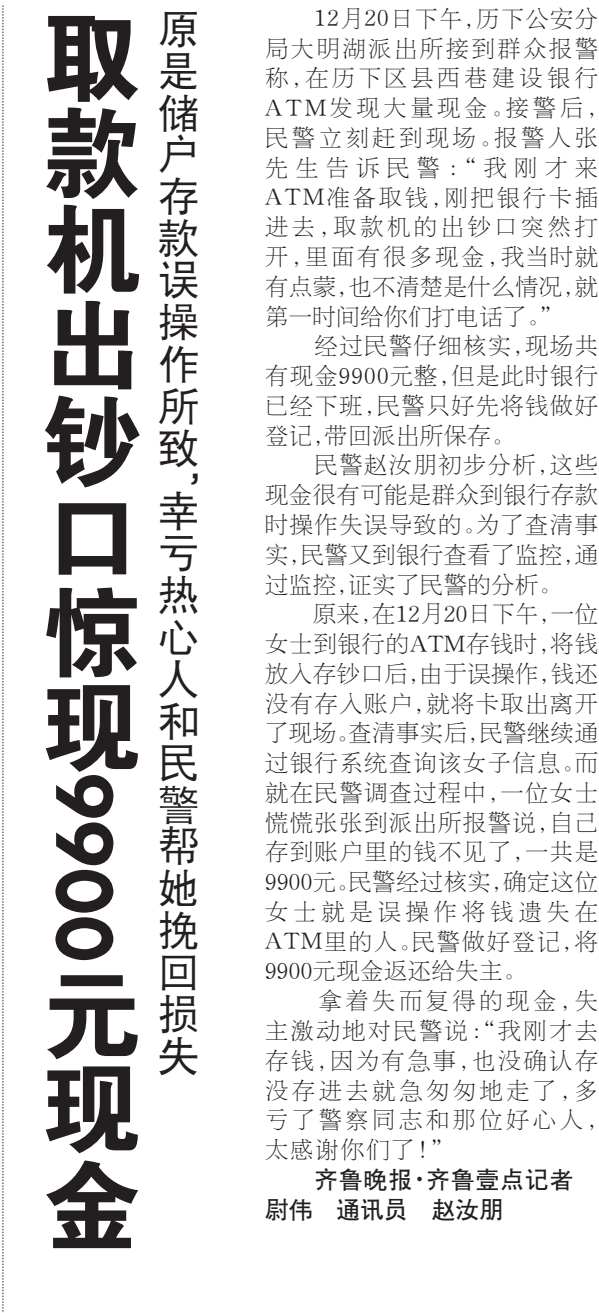 取款机出钞口惊现9900元现金
原是储户存款误操作所致，幸亏热心人和民警帮她挽回损失
12月20日下午，历下公安分
局大明湖派出所接到群众报警
称，在历下区县西巷建设银行
ATM发现大量现金。接警后，
民警立刻赶到现场。报警人张
先生告诉民警：“我刚才来
ATM准备取钱，刚把银行卡插
进去，取款机的出钞口突然打
开，里面有很多现金，我当时就
有点蒙，也不清楚是什么情况，就
第一时间给你们打电话了。”
经过民警仔细核实，现场共
有现金9900元整，但是此时银行
已经下班，民警只好先将钱做好
登记，带回派出所保存。
民警赵汝朋初步分析，这些
现金很有可能是群众到银行存款
时操作失误导致的。为了查清事
实，民警又到银行查看了监控，通
过监控，证实了民警的分析。
原来，在12月20日下午，一位
女士到银行的ATM存钱时，将钱
放入存钞口后，由于误操作，钱还
没有存入账户，就将卡取出离开
了现场。查清事实后，民警继续通
过银行系统查询该女子信息。而
就在民警调查过程中，一位女士
慌慌张张到派出所报警说，自己
存到账户里的钱不见了，一共是
9900元。民警经过核实，确定这位
女士就是误操作将钱遗失在
ATM里的人。民警做好登记，将
9900元现金返还给失主。
拿着失而复得的现金，失
主激动地对民警说：“我刚才去
存钱，因为有急事，也没确认存
没存进去就急匆匆地走了，多
亏了警察同志和那位好心人，
太感谢你们了！”
齐鲁晚报·齐鲁壹点记者
尉伟 通讯员 赵汝朋